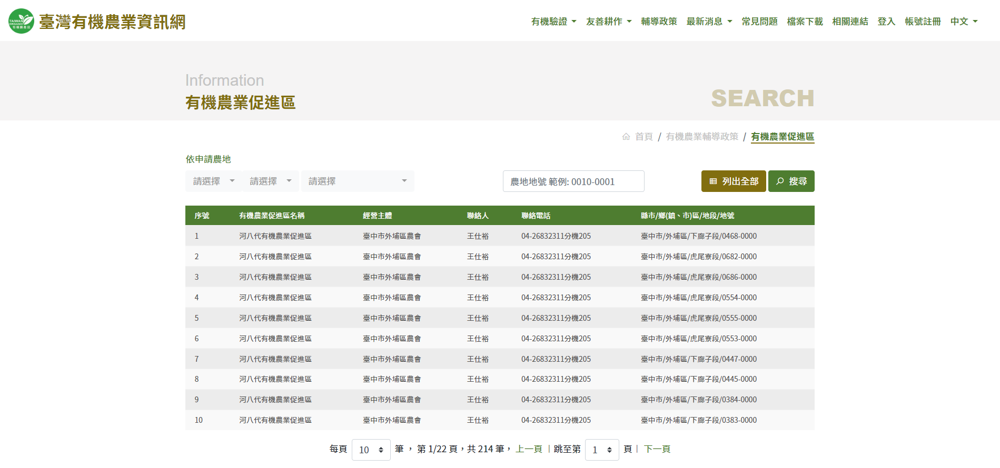 TAIWAN ORGANIC 有機農產品 臺灣有機農業資訊網 有機驗證 友善耕作 輔導政策 最新消息 常見問題 檔案下載 相關連結 登入 帳號註冊 中文
Information
有機農業促進區 SEARCH
首頁 / 有機農業輔導政策 / 有機農業促進區
依申請農地
請選擇 請選擇 請選擇 農地地號 範例: 0010-0001 列出全部 搜尋
序號 有機農業促進區名稱 經營主體 聯絡人 聯絡電話 縣市/鄉(鎮、市)區/地段/地號
1 河八代有機農業促進區 臺中市外埔區農會 王仕裕 04-26832311分機205 臺中市/外埔區/下廍子段/0468-0000
2 河八代有機農業促進區 臺中市外埔區農會 王仕裕 04-26832311分機205 臺中市/外埔區/虎尾寮段/0682-0000
3 河八代有機農業促進區 臺中市外埔區農會 王仕裕 04-26832311分機205 臺中市/外埔區/虎尾寮段/0686-0000
4 河八代有機農業促進區 臺中市外埔區農會 王仕裕 04-26832311分機205 臺中市/外埔區/虎尾寮段/0554-0000
5 河八代有機農業促進區 臺中市外埔區農會 王仕裕 04-26832311分機205 臺中市/外埔區/虎尾寮段/0555-0000
6 河八代有機農業促進區 臺中市外埔區農會 王仕裕 04-26832311分機205 臺中市/外埔區/虎尾寮段/0553-0000
7 河八代有機農業促進區 臺中市外埔區農會 王仕裕 04-26832311分機205 臺中市/外埔區/下廍子段/0447-0000
8 河八代有機農業促進區 臺中市外埔區農會 王仕裕 04-26832311分機205 臺中市/外埔區/下廍子段/0445-0000
9 河八代有機農業促進區 臺中市外埔區農會 王仕裕 04-26832311分機205 臺中市/外埔區/下廍子段/0384-0000
10 河八代有機農業促進區 臺中市外埔區農會 王仕裕 04-26832311分機205 臺中市/外埔區/下廍子段/0383-0000
每頁 10 筆 ， 第 1/22 頁，共 214 筆， 上一頁 | 跳至第 1 頁 | 下一頁